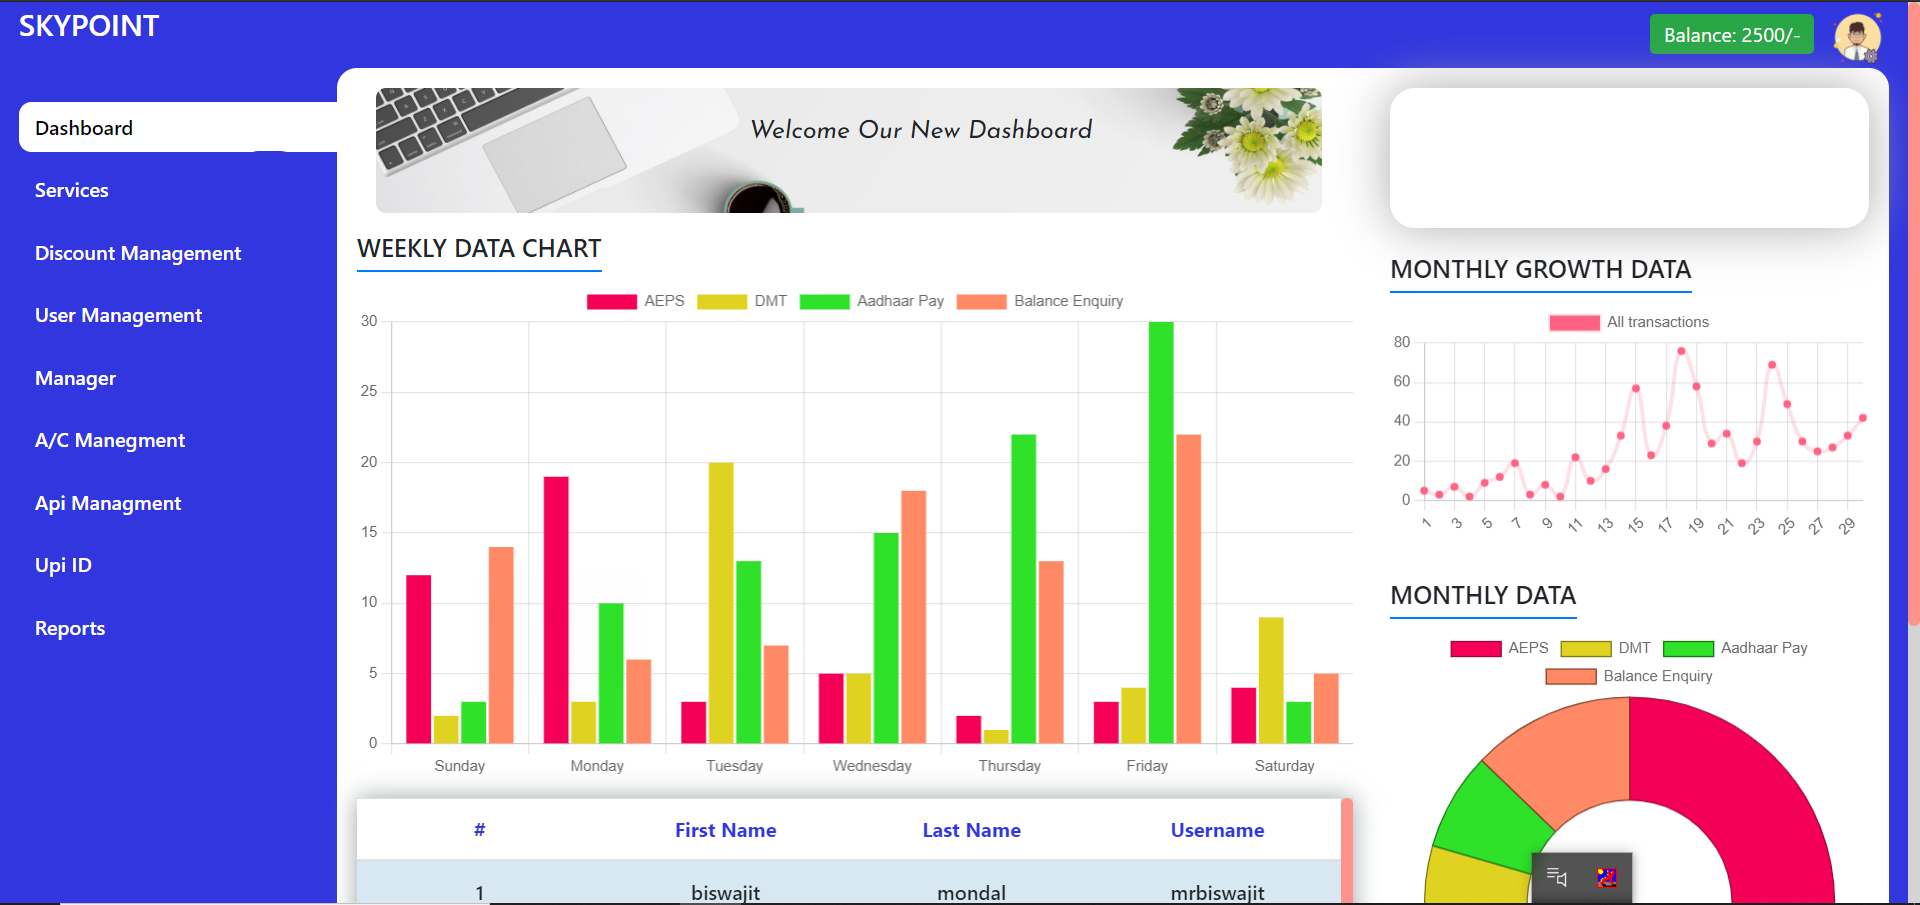 SKYPOINT
Balance: 2500/-
Dashboard
Services
Discount Management
User Management
Manager
A/C Manegment
Api Managment
Upi ID
Reports
Welcome Our New Dashboard
WEEKLY DATA CHART
AEPS DMT Aadhaar Pay Balance Enquiry
30
25
20
15
10
5
0
Sunday Monday Tuesday Wednesday Thursday Friday Saturday
# First Name Last Name Username
1 biswajit mondal mrbiswajit
MONTHLY GROWTH DATA
All transactions
80
60
40
20
0
1 3 5 7 9 11 13 15 17 19 21 23 25 27 29
MONTHLY DATA
AEPS DMT Aadhaar Pay
Balance Enquiry